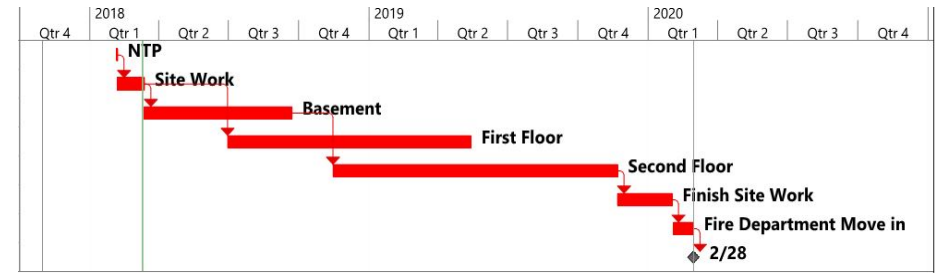 2018 2019 2020
Qtr 4 Qtr 1 Qtr 2 Qtr 3 Qtr 4 Qtr 1 Qtr 2 Qtr 3 Qtr 4 Qtr 1 Qtr 2 Qtr 3 Qtr 4
NTP
Site Work
Basement
First Floor
Second Floor
Finish Site Work
Fire Department Move in
2/28